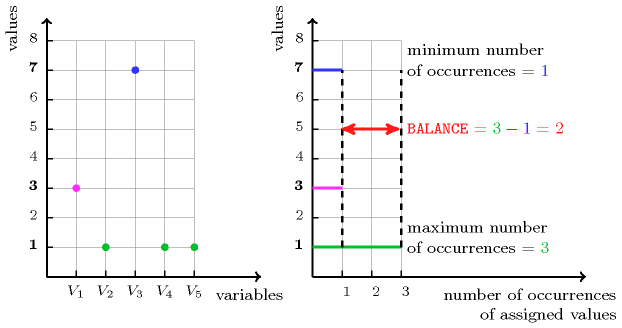 values
8
7
6
5
4
3
2
1
V1 V2 V3 V4 V5
variables
values
8
7
6
5
4
3
2
1
1 2 3
number of occurrences
of assigned values
minimum number
of occurrences = 1
BALANCE = 3 − 1 = 2
maximum number
of occurrences = 3